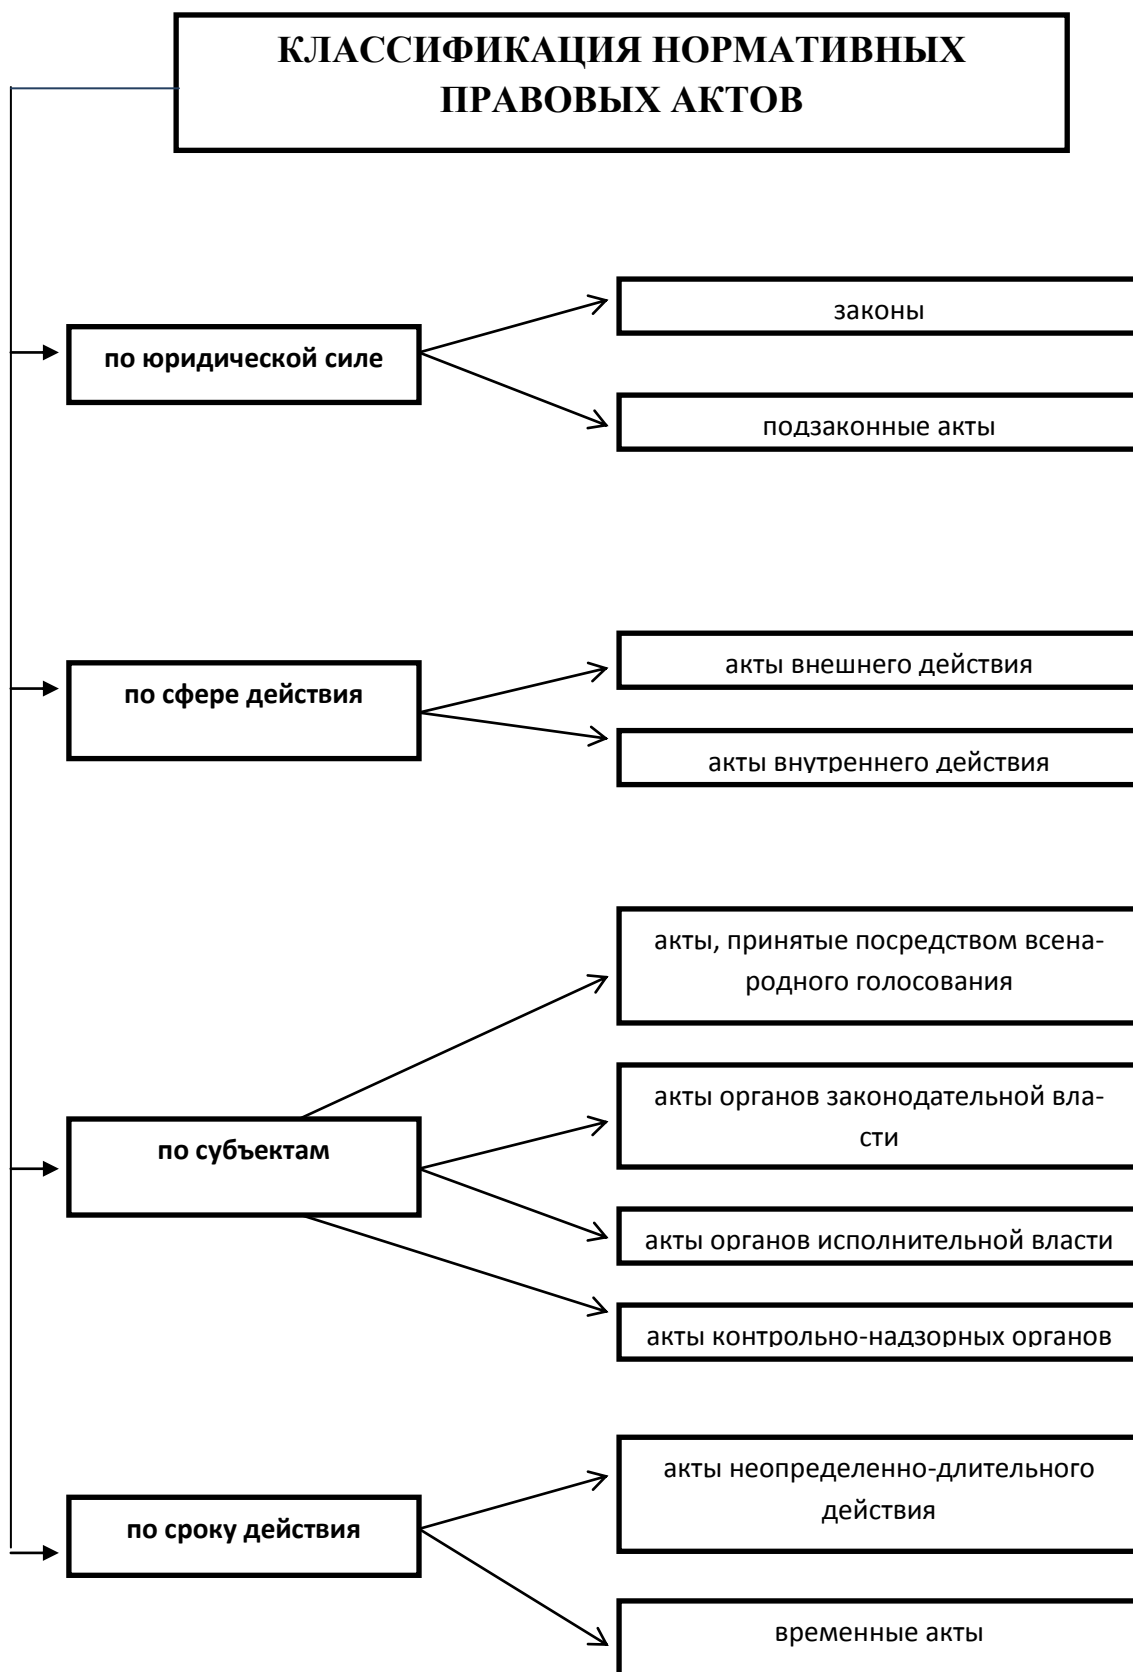 КЛАССИФИКАЦИЯ НОРМАТИВНЫХ
ПРАВОВЫХ АКТОВ
по юридической силе
законы
подзаконные акты
по сфере действия
акты внешнего действия
акты внутреннего действия
по субъектам
акты, принятые посредством всена-
родного голосования
акты органов законодательной вла-
сти
акты органов исполнительной власти
акты контрольно-надзорных органов
по сроку действия
акты неопределенно-длительного
действия
временные акты